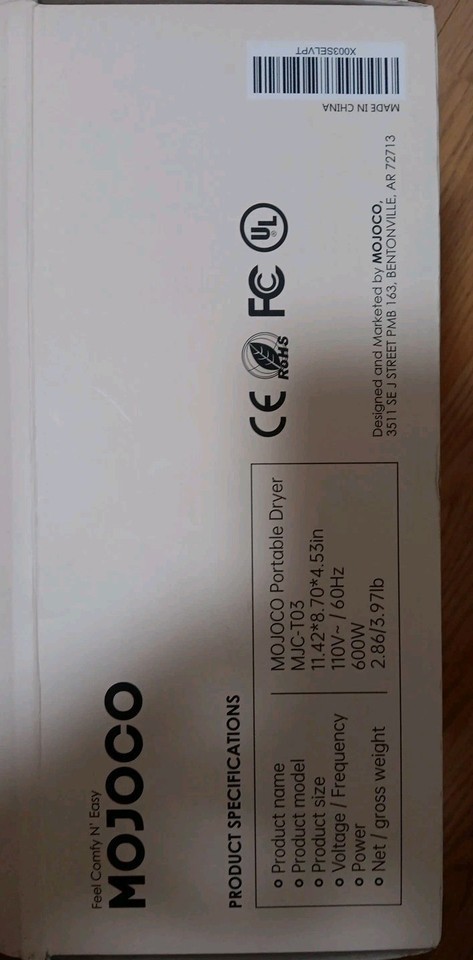 Feel Comfy N' Easy
MOJOCO
PRODUCT SPECIFICATIONS
Product name MOJOCO Portable Dryer
Product model MJC-T03
Product size 11.42*8.70*4.53in
Voltage / Frequency 110V~ / 60Hz
Power 600W
Net / gross weight 2.86/3.97lb
CE RoHS FC UL
Designed and Marketed by MOJOCO,
3511 SE J STREET PMB 163, BENTONVILLE, AR 72713
X003SELVPT
MADE IN CHINA